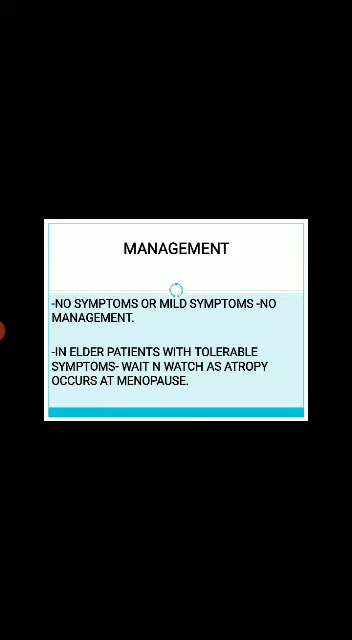 MANAGEMENT
-NO SYMPTOMS OR MILD SYMPTOMS -NO
MANAGEMENT.
-IN ELDER PATIENTS WITH TOLERABLE
SYMPTOMS- WAIT N WATCH AS ATROPY
OCCURS AT MENOPAUSE.